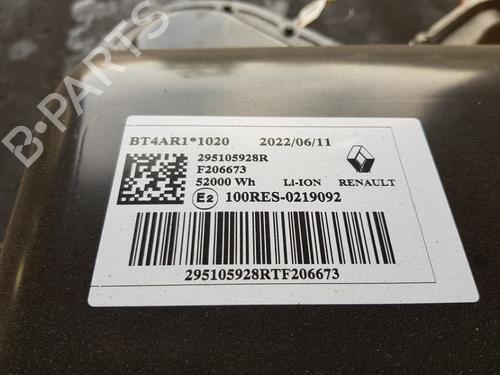 BT4AR1*1020 2022/06/11
295105928R
F206673
52000 Wh Li-ION RENAULT
E2 100RES-0219092
295105928RTF206673
B-PARTS